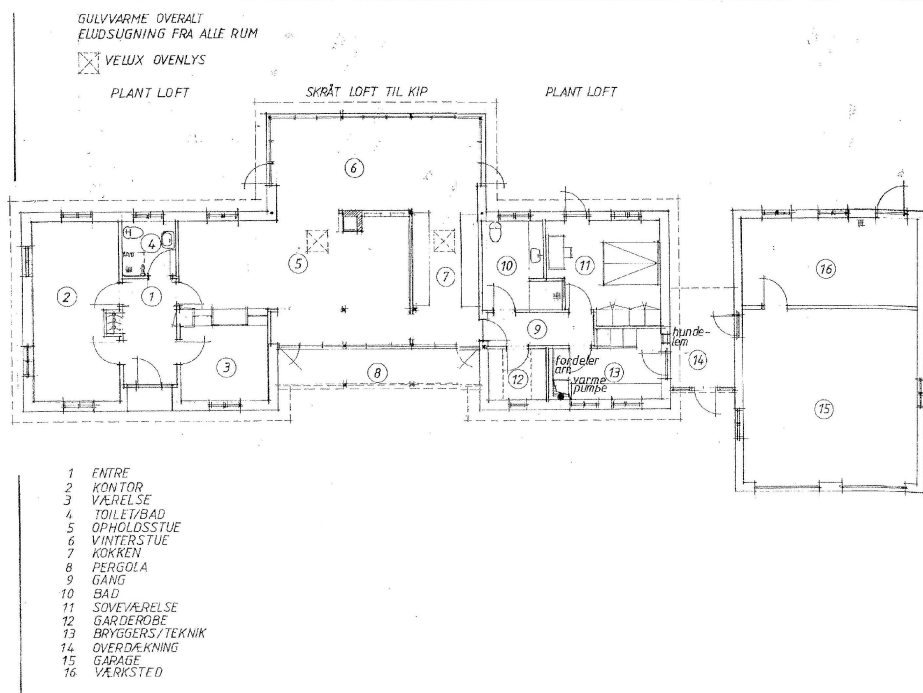 GULVVARME OVERALT
ELUDSUGNING FRA ALLE RUM
VELUX OVENLYS
PLANT LOFT
SKRÅT LOFT TIL KIP
PLANT LOFT
6
4
5
7
10
11
16
2
1
9
hunde-
lem
14
3
8
12
fordeler
arr
varme
pumpe
13
15
1 ENTRE
2 KONTOR
3 VÆRELSE
4 TOILET/BAD
5 OPHOLDSSTUE
6 VINTERSTUE
7 KOKKEN
8 PERGOLA
9 GANG
10 BAD
11 SOVEVÆRELSE
12 GARDEROBE
13 BRYGGERS/TEKNIK
14 OVERDÆKNING
15 GARAGE
16 VÆRKSTED